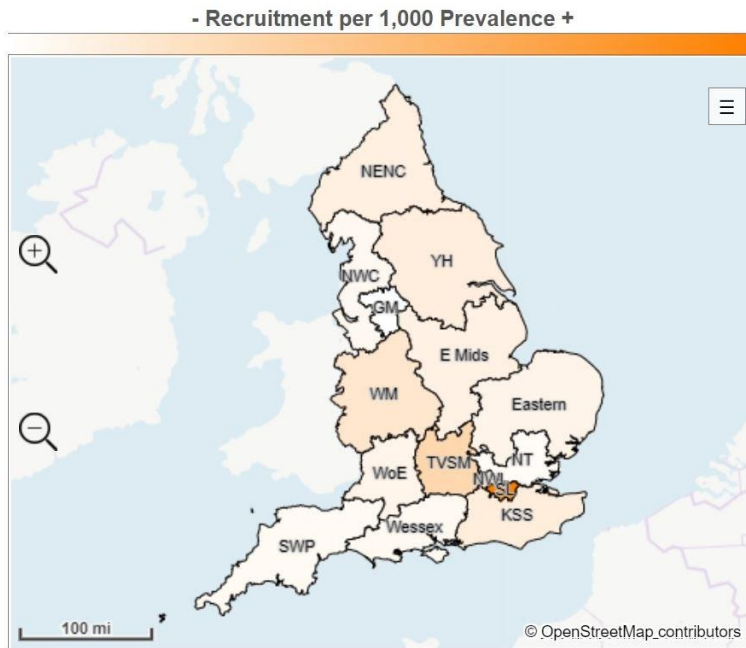 - Recruitment per 1,000 Prevalence +
NENC
YH
NWC
GM
E Mids
WM
Eastern
TVSM
NT
WoE
NWL
SL
KSS
Wessex
SWP
100 mi
© OpenStreetMap contributors